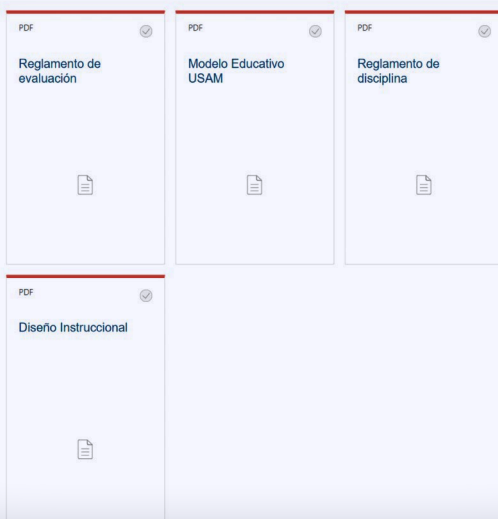 PDF
Reglamento de
evaluación
PDF
Modelo Educativo
USAM
PDF
Reglamento de
disciplina
PDF
Diseño Instruccional